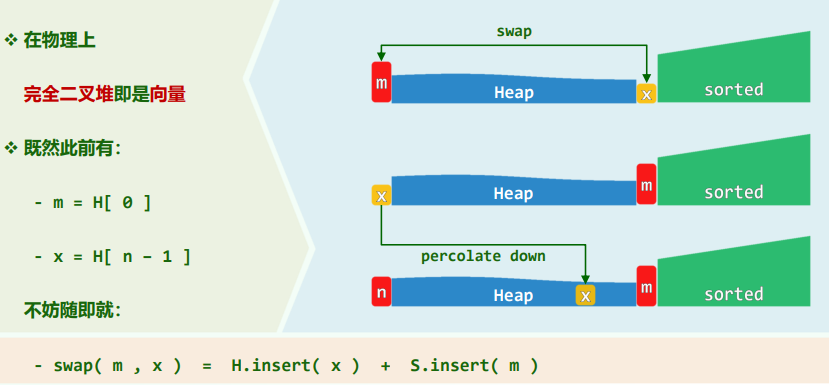 ❖ 在物理上
完全二叉堆即是向量
❖ 既然此前有：
- m = H[ 0 ]
- x = H[ n - 1 ]
不妨随即就：
- swap( m , x ) = H.insert( x ) + S.insert( m )
swap
m
Heap
x
sorted
x
Heap
m
sorted
percolate down
n
Heap
x
m
sorted